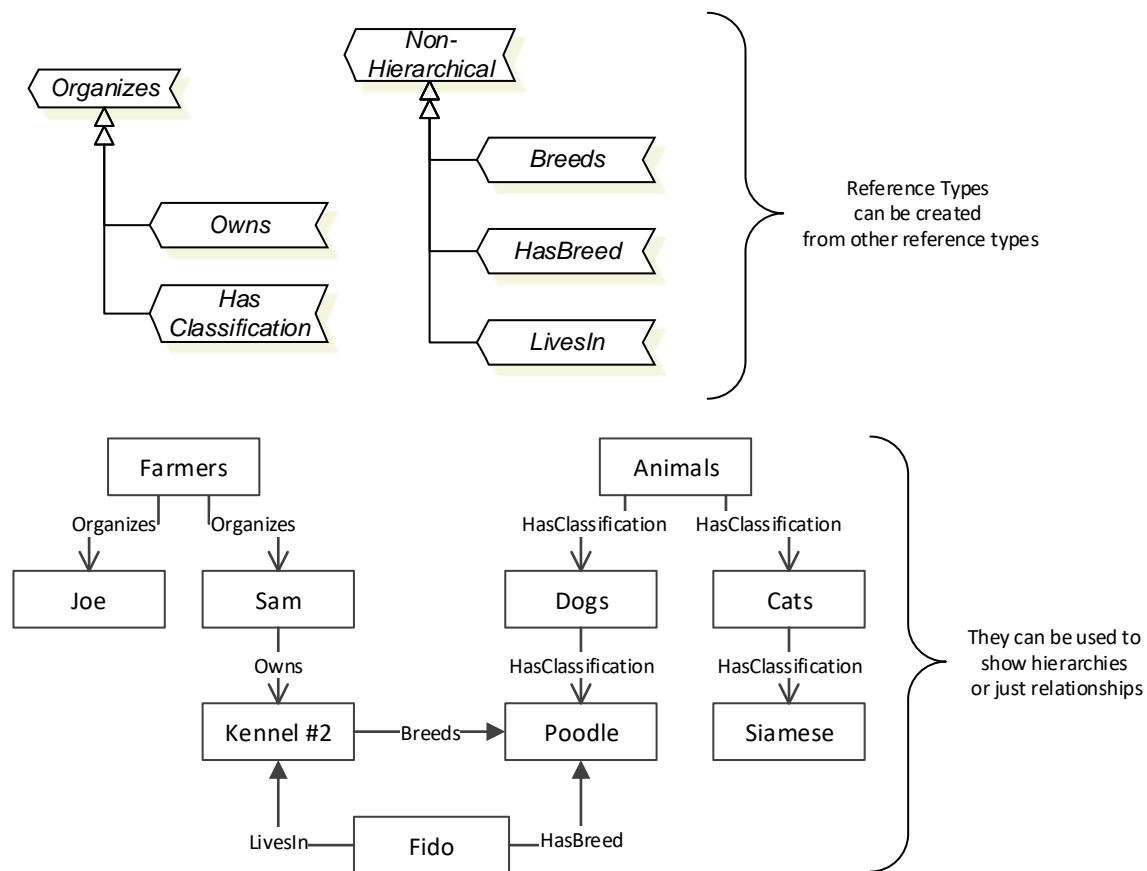 Organizes
Owns
Has
Classification
Non-
Hierarchical
Breeds
HasBreed
LivesIn
Reference Types
can be created
from other reference types
Farmers
Animals
Organizes
Organizes
HasClassification
HasClassification
Joe
Sam
Dogs
Cats
Owns
HasClassification
HasClassification
Kennel #2
Breeds
Poodle
Siamese
LivesIn
Fido
HasBreed
They can be used to
show hierarchies
or just relationships